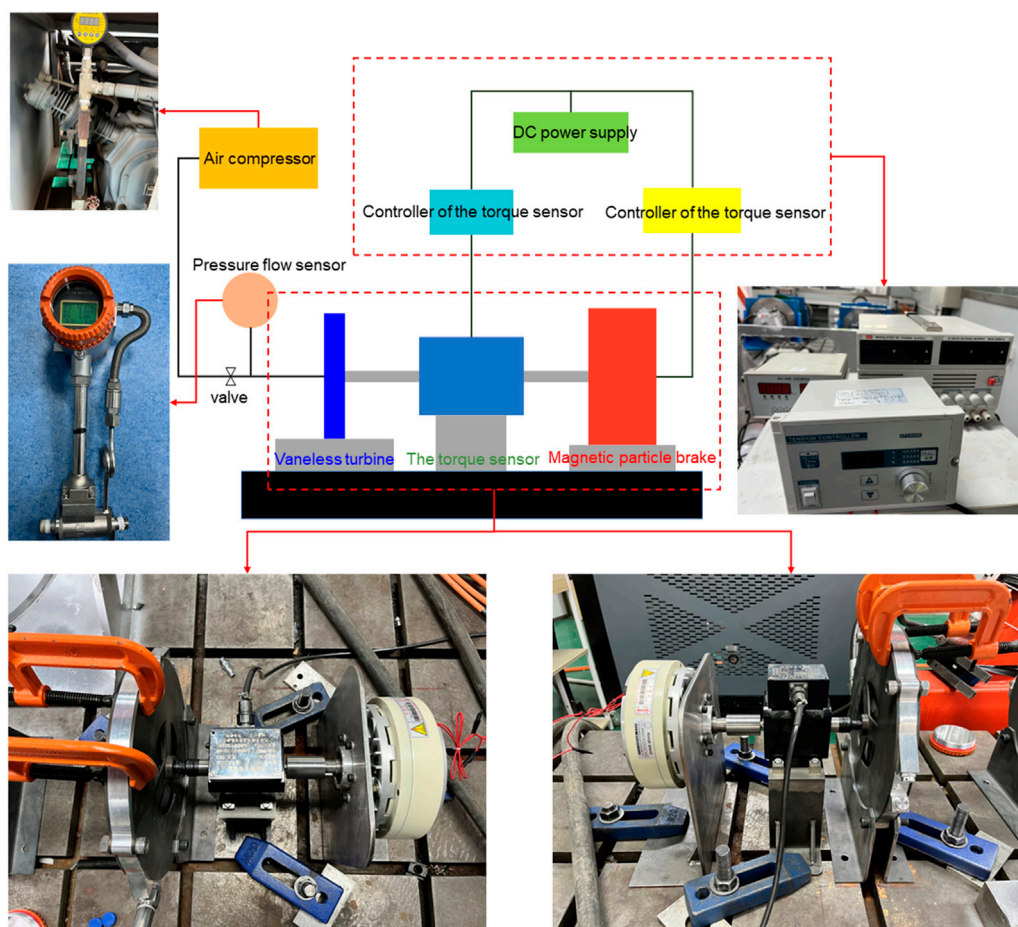 DC power supply
Air compressor
Controller of the torque sensor
Controller of the torque sensor
Pressure flow sensor
valve
Vaneless turbine
The torque sensor
Magnetic particle brake
TENSION CONTROLLER